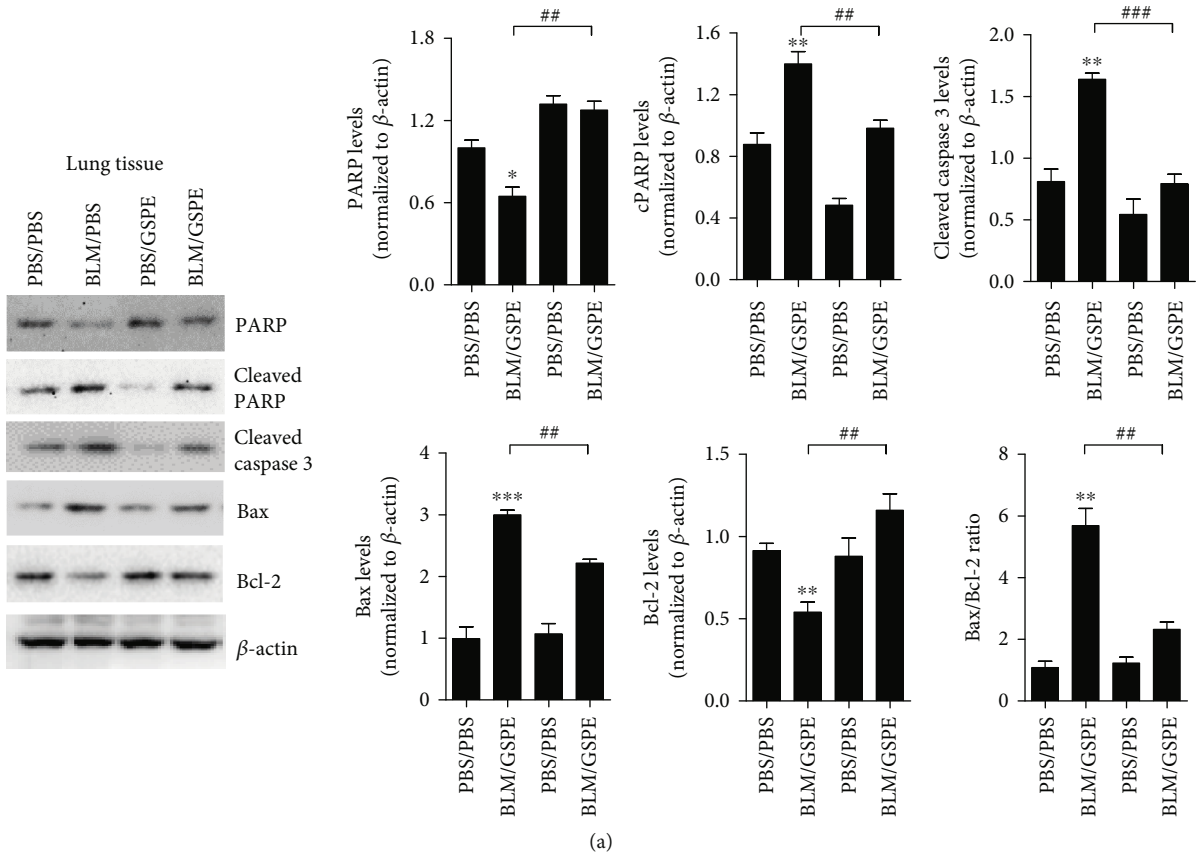 Lung tissue
PBS/PBS
BLM/PBS
PBS/GSPE
BLM/GSPE
PARP
Cleaved
PARP
Cleaved
caspase 3
Bax
Bcl-2
β-actin
##
1.8
1.2
0.6
0.0
PARP levels
(normalized to β-actin)
*
PBS/PBS
BLM/GSPE
PBS/PBS
BLM/GSPE
##
1.6
1.2
0.8
0.4
0.0
cPARP levels
(normalized to β-actin)
**
PBS/PBS
BLM/GSPE
PBS/PBS
BLM/GSPE
###
2.0
1.5
1.0
0.5
0.0
Cleaved caspase 3 levels
(normalized to β-actin)
**
PBS/PBS
BLM/GSPE
PBS/PBS
BLM/GSPE
##
4
3
2
1
0
Bax levels
(normalized to β-actin)
***
PBS/PBS
BLM/GSPE
PBS/PBS
BLM/GSPE
##
1.5
1.0
0.5
0.0
Bcl-2 levels
(normalized to β-actin)
**
PBS/PBS
BLM/GSPE
PBS/PBS
BLM/GSPE
##
8
6
4
2
0
Bax/Bcl-2 ratio
**
PBS/PBS
BLM/GSPE
PBS/PBS
BLM/GSPE
(a)